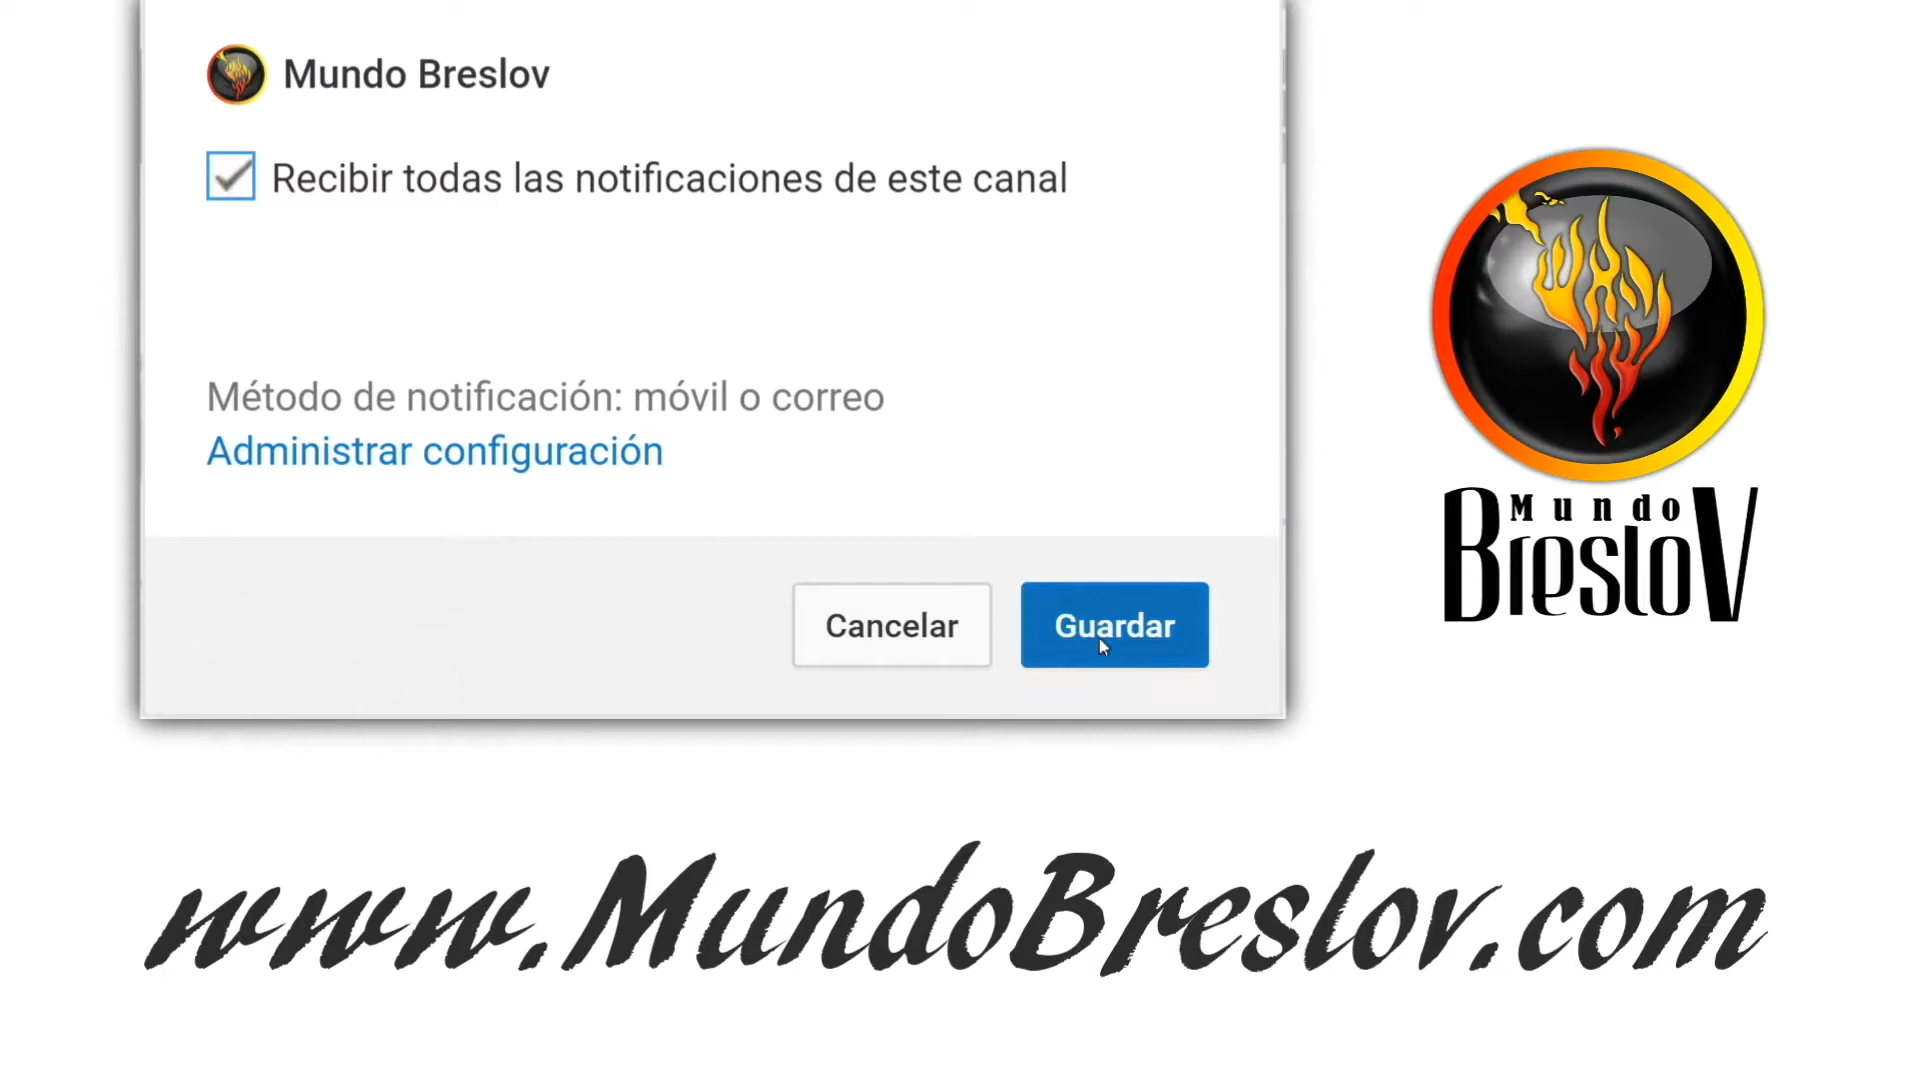 Mundo Breslov
Recibir todas las notificaciones de este canal
Método de notificación: móvil o correo
Administrar configuración
Cancelar
Guardar
Mundo
Breslov
www.MundoBreslov.com